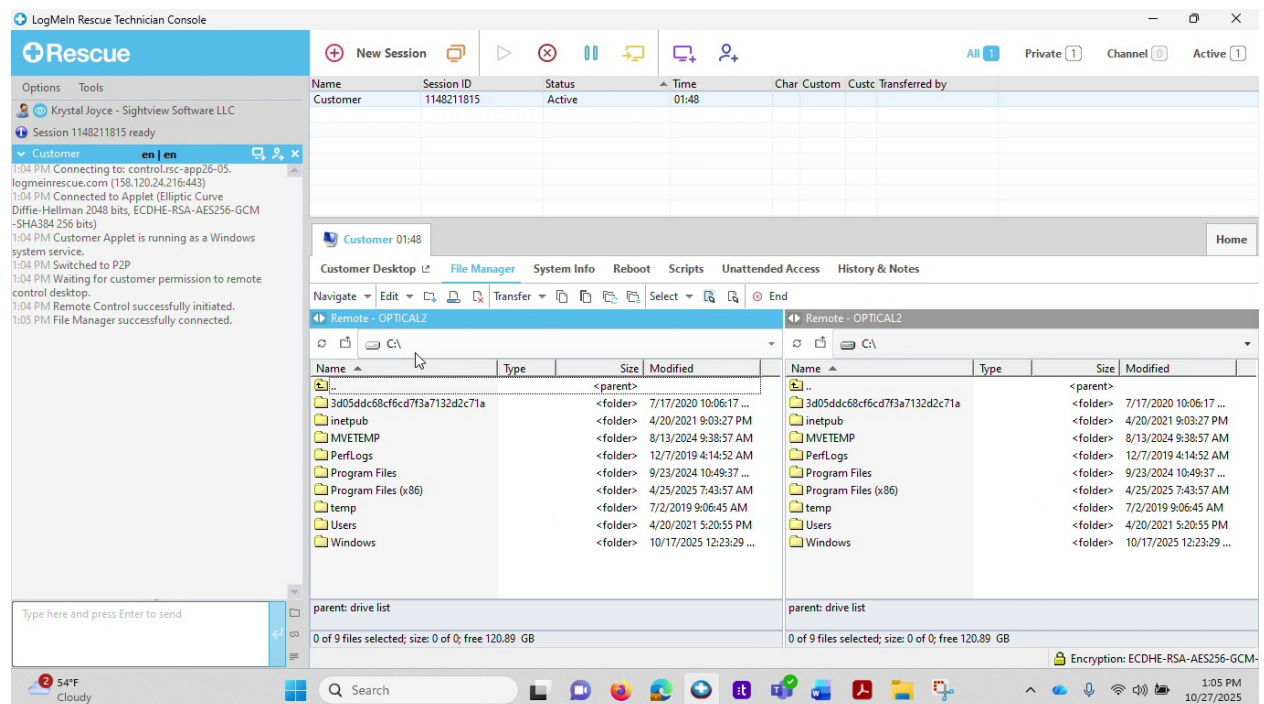 LogMeIn Rescue Technician Console
Rescue
New Session
All 1 Private 1 Channel 0 Active 1
Options Tools
Krystal Joyce - Sightview Software LLC
Session 1148211815 ready
Customer en | en
1:04 PM Connecting to: control.rsc-app26-05.
logmeinrescue.com (158.120.24.216:443)
1:04 PM Connected to Applet (Elliptic Curve
Diffie-Hellman 2048 bits, ECDHE-RSA-AES256-GCM
-SHA384 256 bits)
1:04 PM Customer Applet is running as a Windows
system service.
1:04 PM Switched to P2P
1:04 PM Waiting for customer permission to remote
control desktop.
1:04 PM Remote Control successfully initiated.
1:05 PM File Manager successfully connected.
Type here and press Enter to send
Name Session ID Status Time Char Custom Custc Transferred by
Customer 1148211815 Active 01:48
Customer 01:48 Home
Customer Desktop File Manager System Info Reboot Scripts Unattended Access History & Notes
Navigate Edit Transfer Select End
Remote - OPTICAL2
C:\
Name Type Size Modified
.. <parent>
3d05ddc68cf6cd7f3a7132d2c71a <folder> 7/17/2020 10:06:17 ...
inetpub <folder> 4/20/2021 9:03:27 PM
MVETEMP <folder> 8/13/2024 9:38:57 AM
PerfLogs <folder> 12/7/2019 4:14:52 AM
Program Files <folder> 9/23/2024 10:49:37 ...
Program Files (x86) <folder> 4/25/2025 7:43:57 AM
temp <folder> 7/2/2019 9:06:45 AM
Users <folder> 4/20/2021 5:20:55 PM
Windows <folder> 10/17/2025 12:23:29 ...
parent: drive list
0 of 9 files selected; size: 0 of 0; free 120.89 GB
Remote - OPTICAL2
C:\
Name Type Size Modified
.. <parent>
3d05ddc68cf6cd7f3a7132d2c71a <folder> 7/17/2020 10:06:17 ...
inetpub <folder> 4/20/2021 9:03:27 PM
MVETEMP <folder> 8/13/2024 9:38:57 AM
PerfLogs <folder> 12/7/2019 4:14:52 AM
Program Files <folder> 9/23/2024 10:49:37 ...
Program Files (x86) <folder> 4/25/2025 7:43:57 AM
temp <folder> 7/2/2019 9:06:45 AM
Users <folder> 4/20/2021 5:20:55 PM
Windows <folder> 10/17/2025 12:23:29 ...
parent: drive list
0 of 9 files selected; size: 0 of 0; free 120.89 GB
Encryption: ECDHE-RSA-AES256-GCM-
2 54°F
Cloudy
Search
:it
1:05 PM
10/27/2025